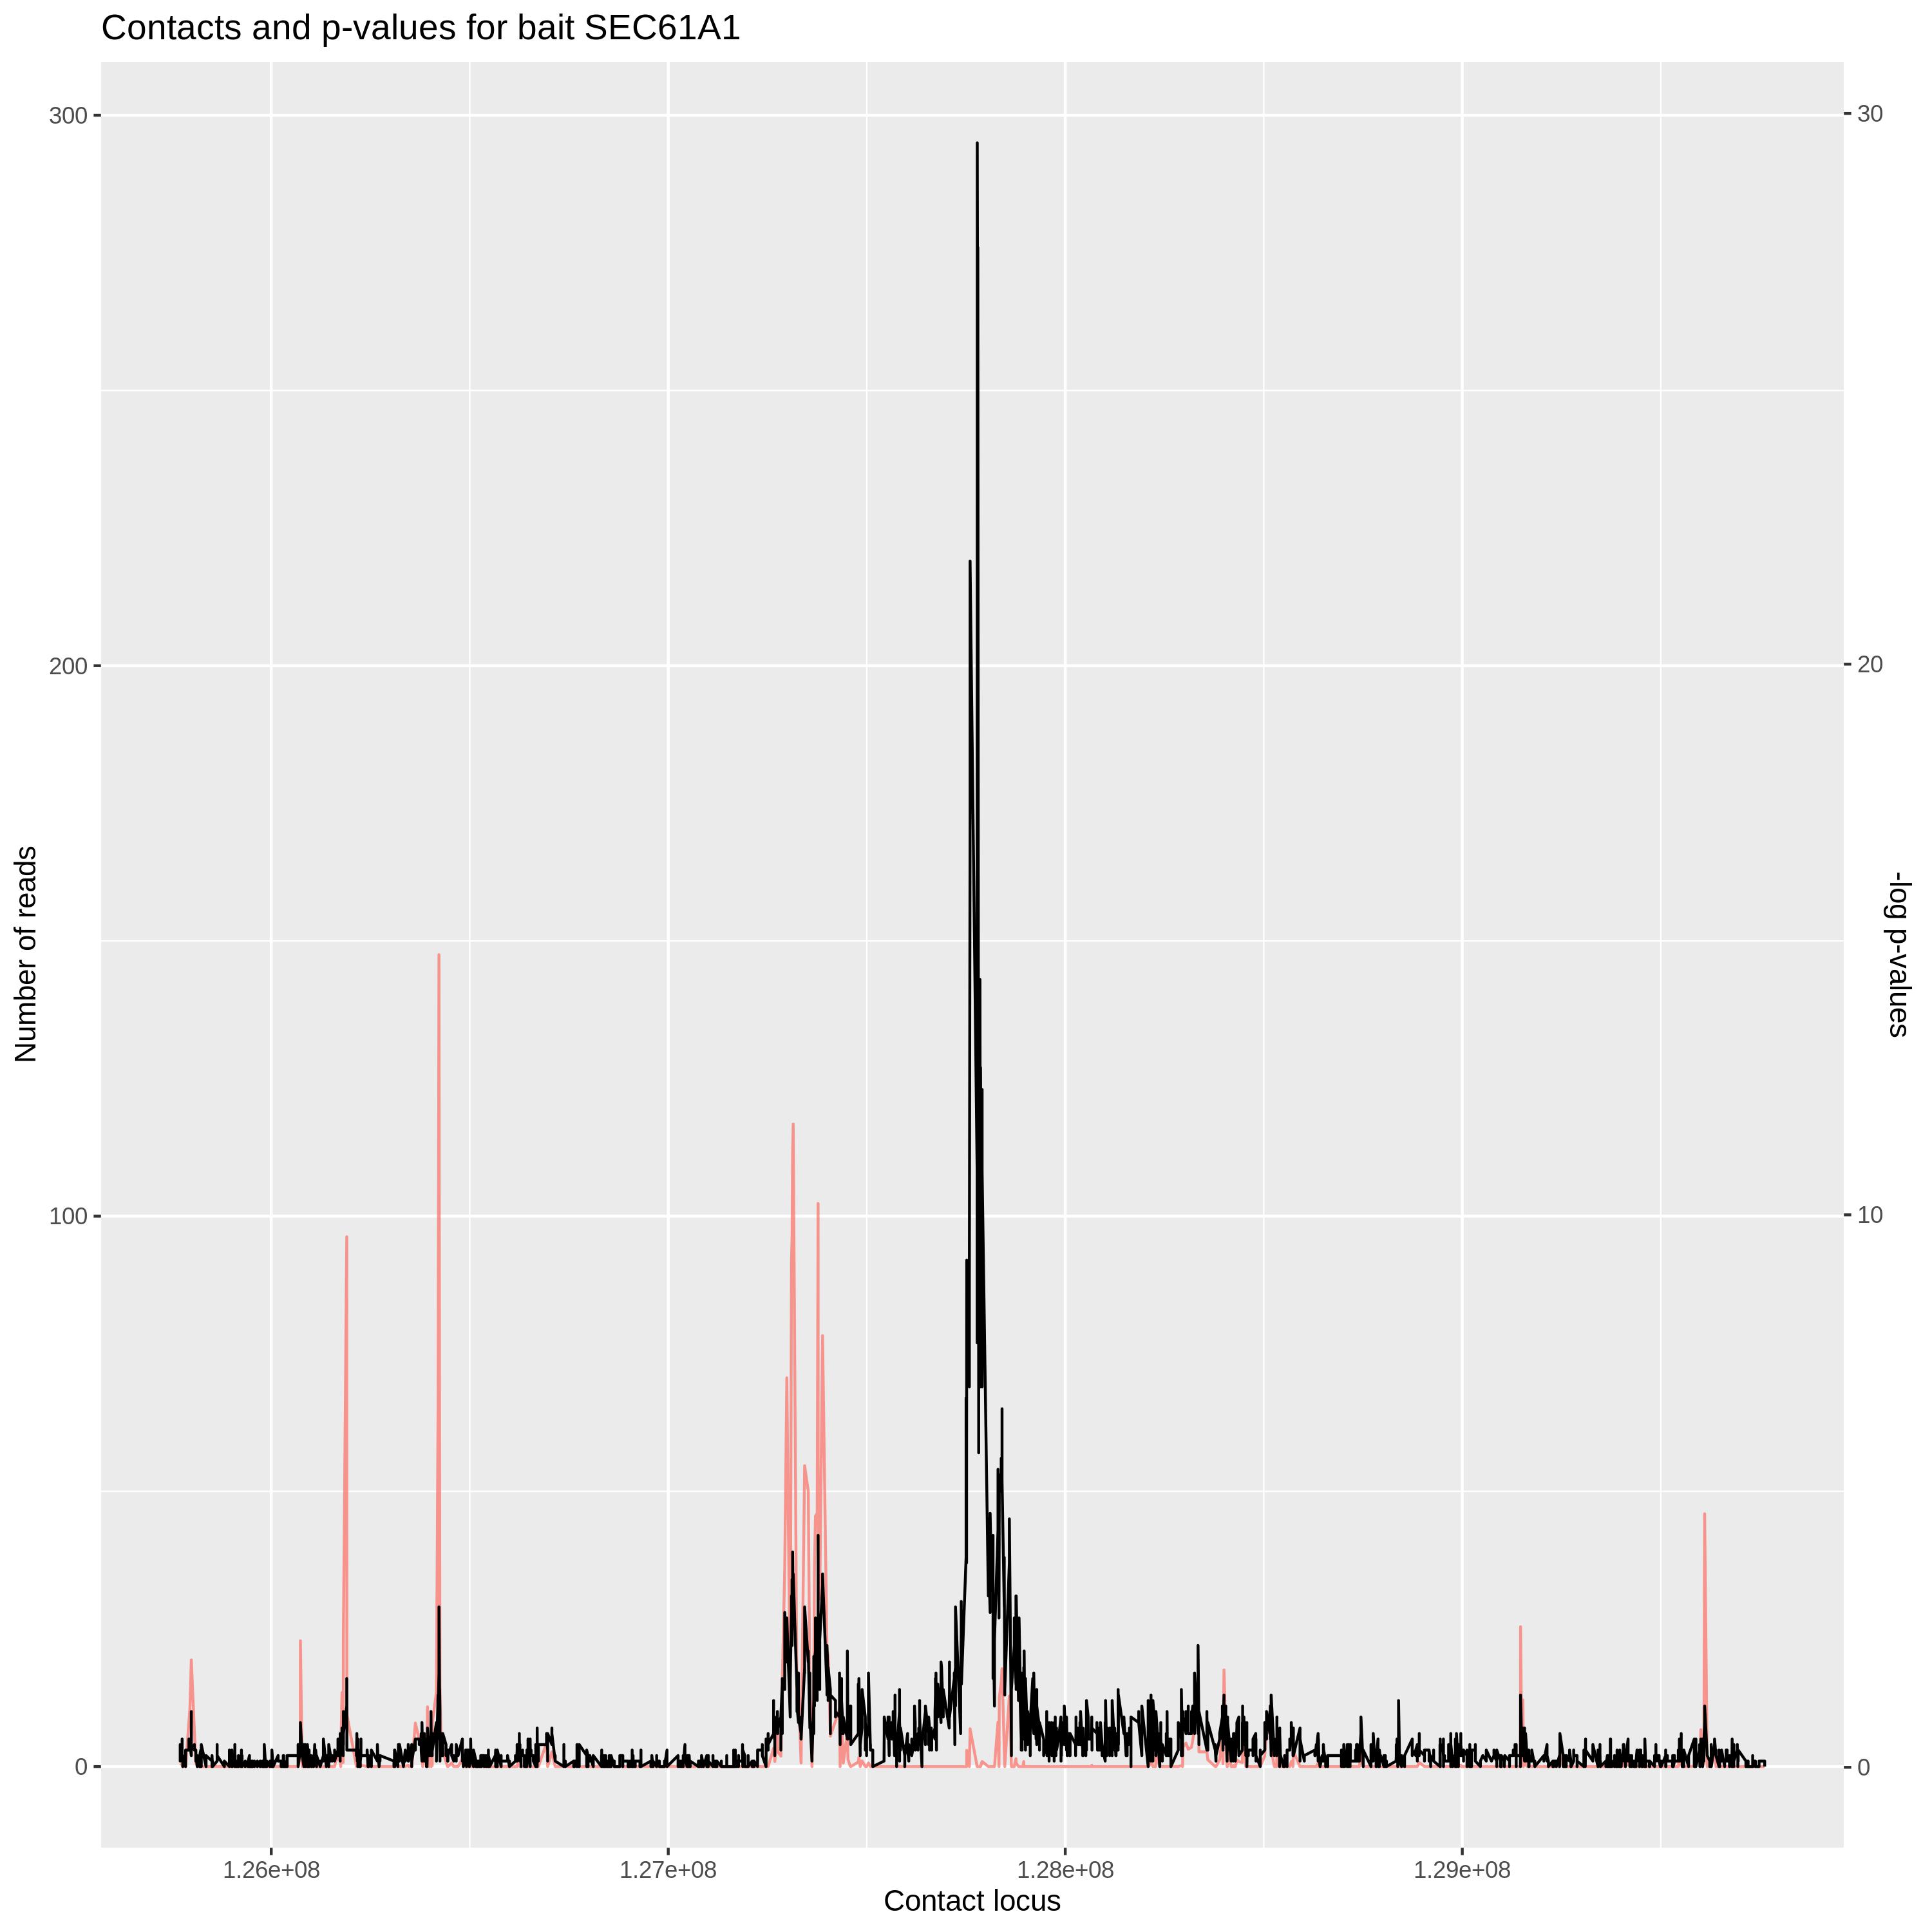 Contacts and p-values for bait SEC61A1
300
200
100
0
Number of reads
30
20
10
0
-log p-values
1.26e+08
1.27e+08
1.28e+08
1.29e+08
Contact locus